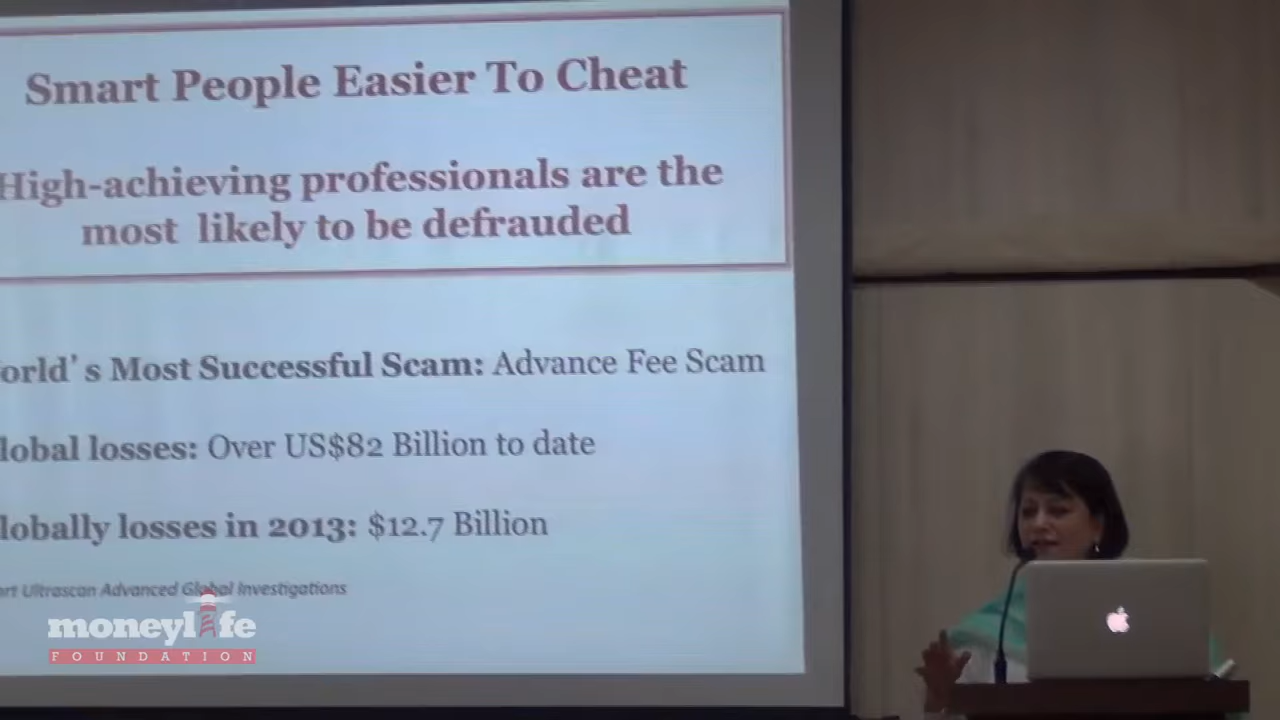 Smart People Easier To Cheat
High-achieving professionals are the
most likely to be defrauded
orld's Most Successful Scam: Advance Fee Scam
lobal losses: Over US$82 Billion to date
lobally losses in 2013: $12.7 Billion
rt Ultrascan Advanced Global Investigations
moneylife
FOUNDATION